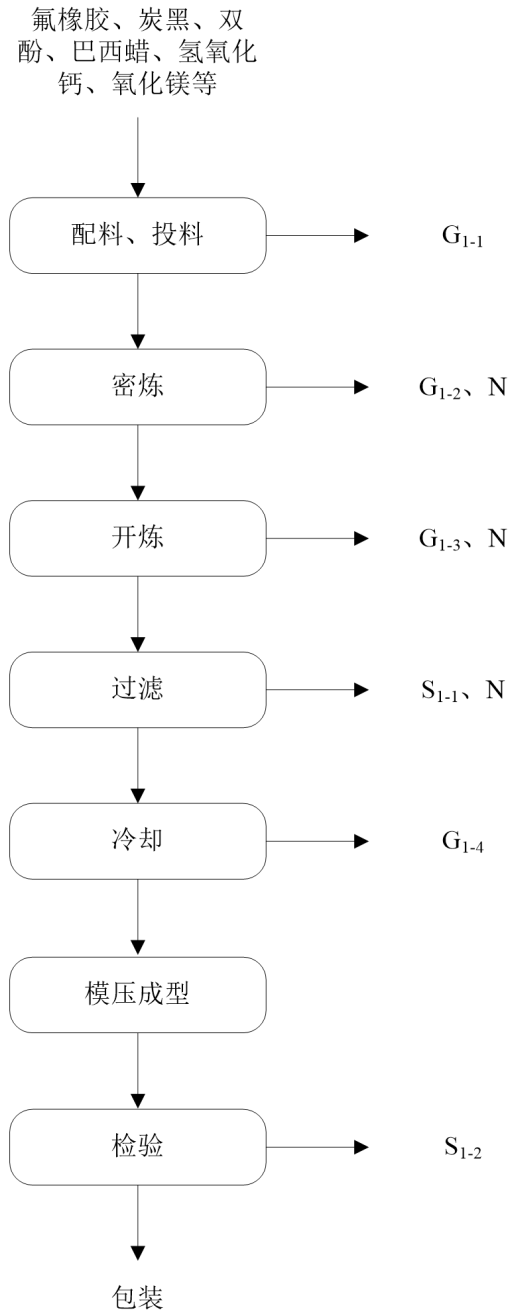 氟橡胶、炭黑、双
酚、巴西蜡、氢氧化
钙、氧化镁等
配料、投料
G1-1
密炼
G1-2、N
开炼
G1-3、N
过滤
S1-1、N
冷却
G1-4
模压成型
检验
S1-2
包装